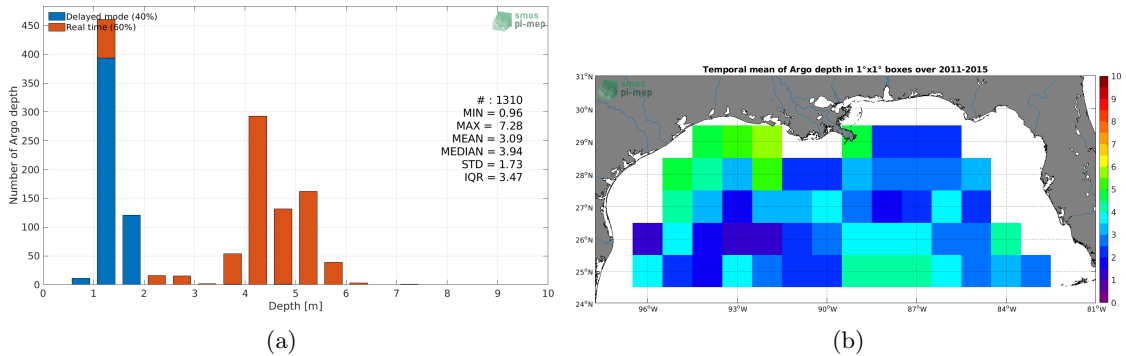 Delayed mode (40%)
Real time (60%)
smos
pi-mep
450
400
350
300
250
200
150
100
50
0
Number of Argo depth
# : 1310
MIN = 0.96
MAX = 7.28
MEAN = 3.09
MEDIAN = 3.94
STD = 1.73
IQR = 3.47
0 1 2 3 4 5 6 7 8 9 10
Depth [m]
(a)
Temporal mean of Argo depth in 1°x1° boxes over 2011-2015
smos
pi-mep
31°N
30°N
29°N
28°N
27°N
26°N
25°N
24°N
96°W 93°W 90°W 87°W 84°W 81°W
10
9
8
7
6
5
4
3
2
1
0
(b)